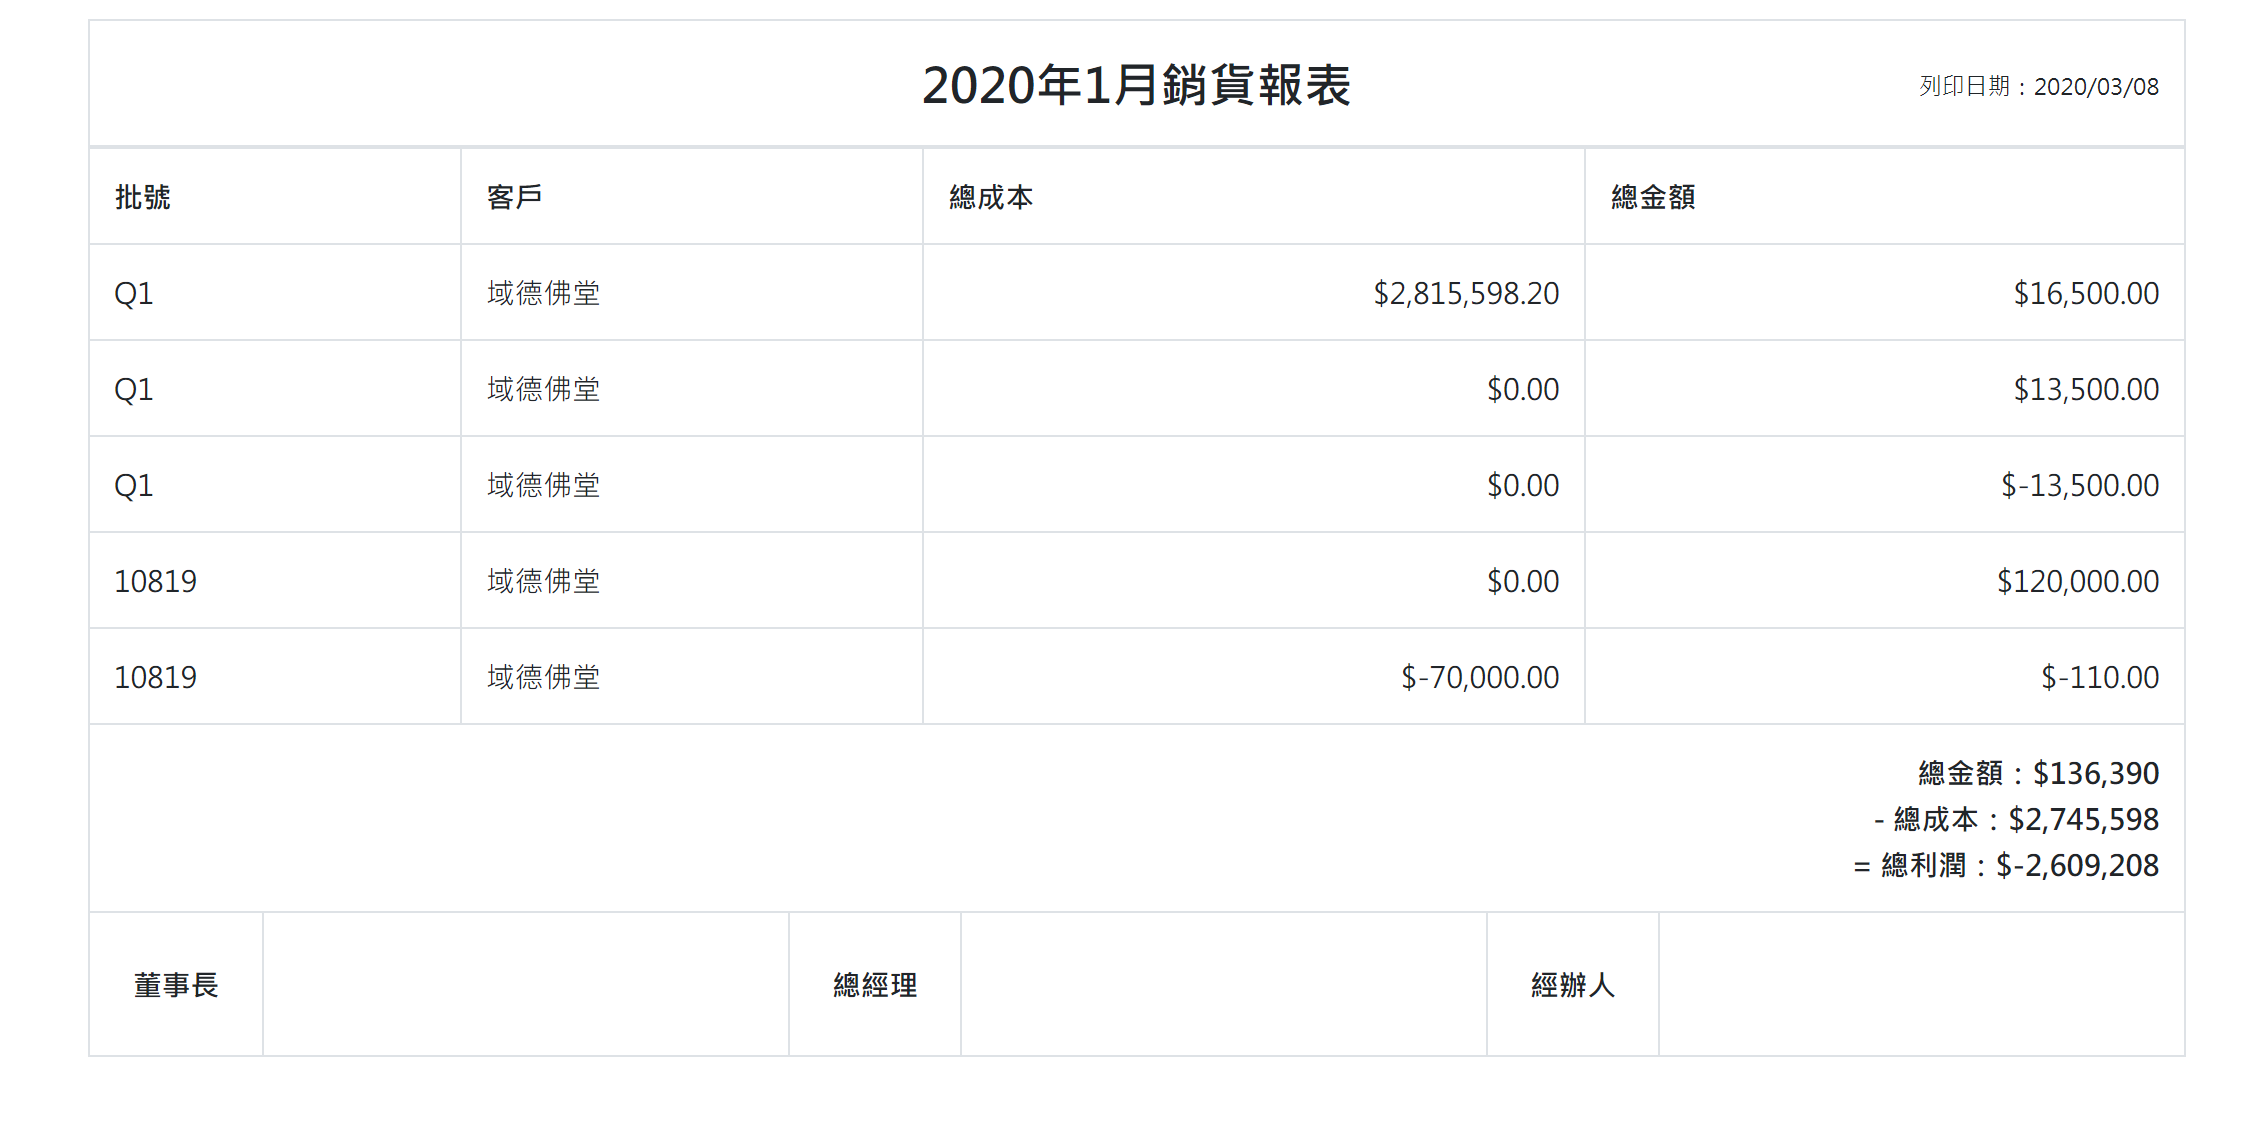 2020年1月銷貨報表
列印日期：2020/03/08
批號 客戶 總成本 總金額
Q1 域德佛堂 $2,815,598.20 $16,500.00
Q1 域德佛堂 $0.00 $13,500.00
Q1 域德佛堂 $0.00 $-13,500.00
10819 域德佛堂 $0.00 $120,000.00
10819 域德佛堂 $-70,000.00 $-110.00
總金額：$136,390
- 總成本：$2,745,598
= 總利潤：$-2,609,208
董事長 總經理 經辦人